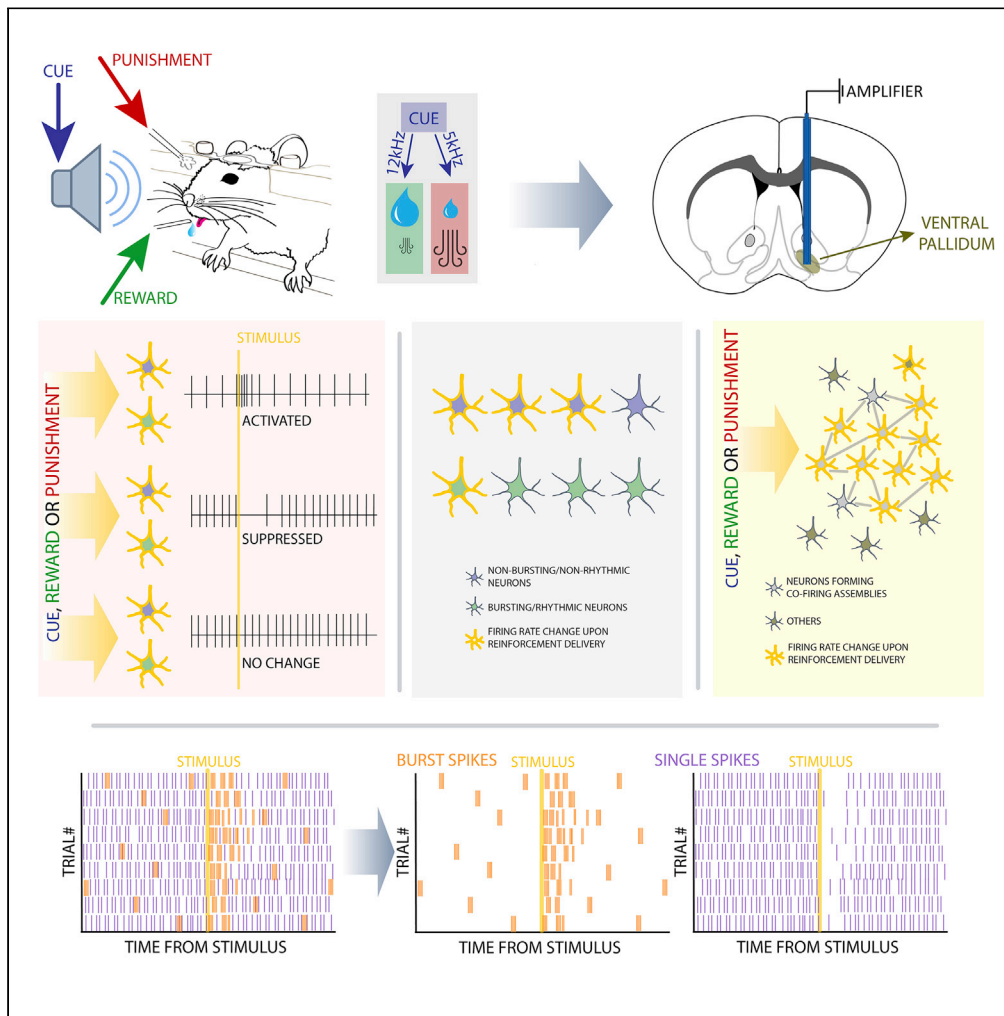 PUNISHMENT
CUE
REWARD
CUE
12kHz
5kHz
AMPLIFIER
VENTRAL
PALLIDUM
CUE, REWARD OR PUNISHMENT
STIMULUS
ACTIVATED
SUPPRESSED
NO CHANGE
NON-BURSTING/NON-RHYTHMIC
NEURONS
BURSTING/RHYTHMIC NEURONS
FIRING RATE CHANGE UPON
REINFORCEMENT DELIVERY
CUE, REWARD OR PUNISHMENT
NEURONS FORMING
CO-FIRING ASSEMBLIES
OTHERS
FIRING RATE CHANGE UPON
REINFORCEMENT DELIVERY
STIMULUS
TRIAL#
TIME FROM STIMULUS
BURST SPIKES
STIMULUS
TRIAL#
TIME FROM STIMULUS
SINGLE SPIKES
STIMULUS
TRIAL#
TIME FROM STIMULUS